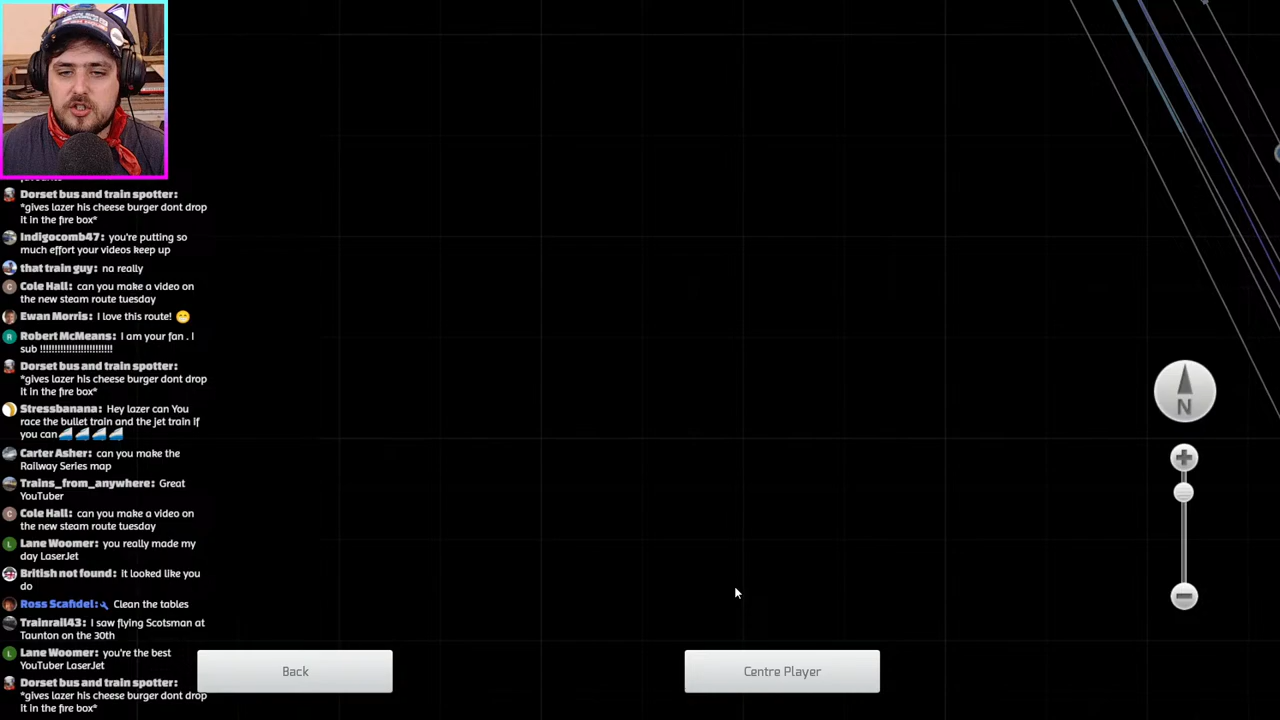 Dorset bus and train spotter:
*gives lazer his cheese burger dont drop
it in the fire box*
Indigocomb47: you're putting so
much effort your videos keep up
that train guy: na really
Cole Hall: can you make a video on
the new steam route tuesday
Ewan Morris: I love this route! 😁
Robert McMeans: I am your fan . I
sub !!!!!!!!!!!!!!!!!!!!!!!!!
Dorset bus and train spotter:
*gives lazer his cheese burger dont drop
it in the fire box*
Stressbanana: Hey lazer can You
race the bullet train and the jet train if
you can🚄🚄🚄🚄
Carter Asher: can you make the
Railway Series map
Trains_from_anywhere: Great
YouTuber
Cole Hall: can you make a video on
the new steam route tuesday
Lane Woomer: you really made my
day LaserJet
British not found: It looked like you
do
Ross Scafidel: Clean the tables
Trainrail43: I saw flying Scotsman at
Taunton on the 30th
Lane Woomer: you're the best
YouTuber LaserJet
Dorset bus and train spotter:
*gives lazer his cheese burger dont drop
it in the fire box*
Back
Centre Player
N